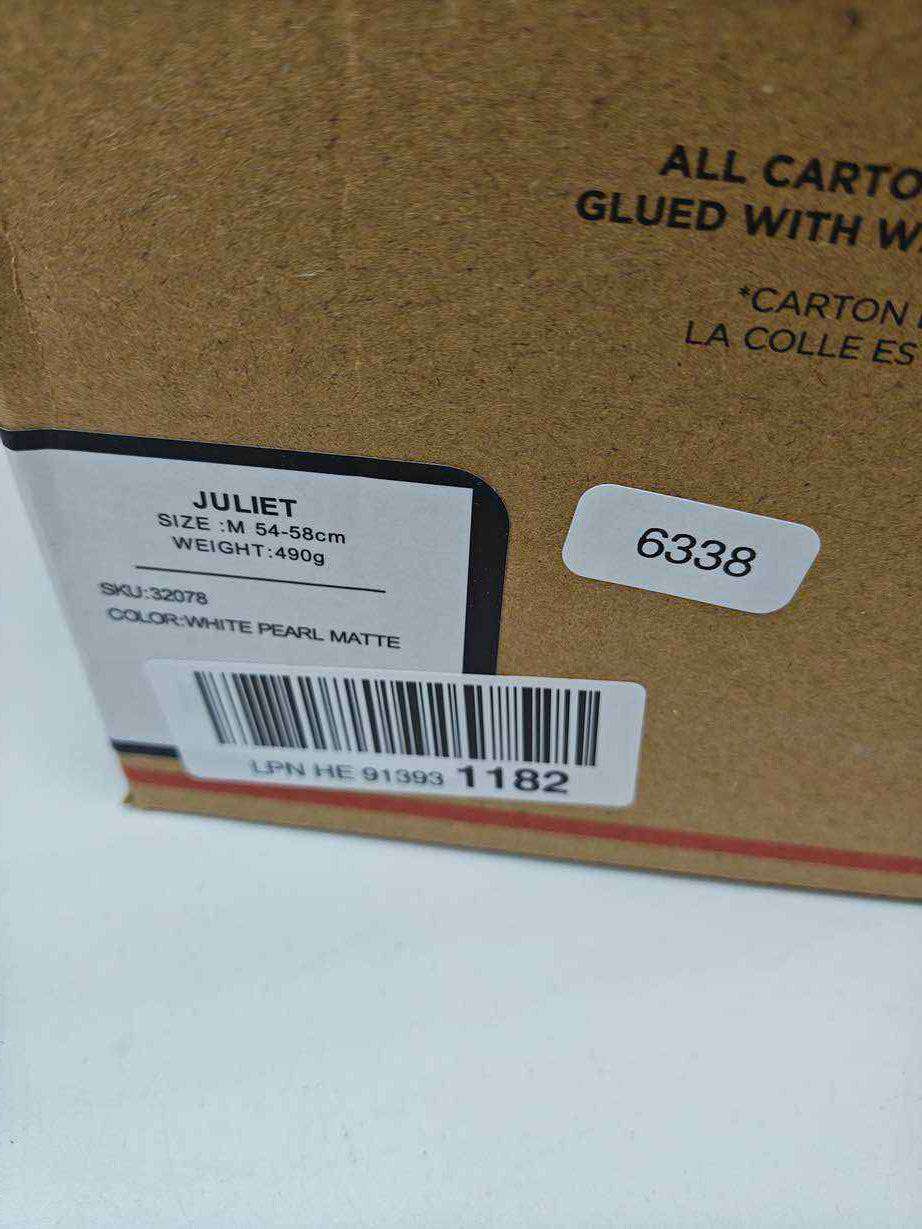 ALL CARTO
GLUED WITH W
*CARTON
LA COLLE ES
JULIET
SIZE :M 54-58cm
WEIGHT:490g
SKU:32078
COLOR:WHITE PEARL MATTE
6338
LPN HE 91393 1182